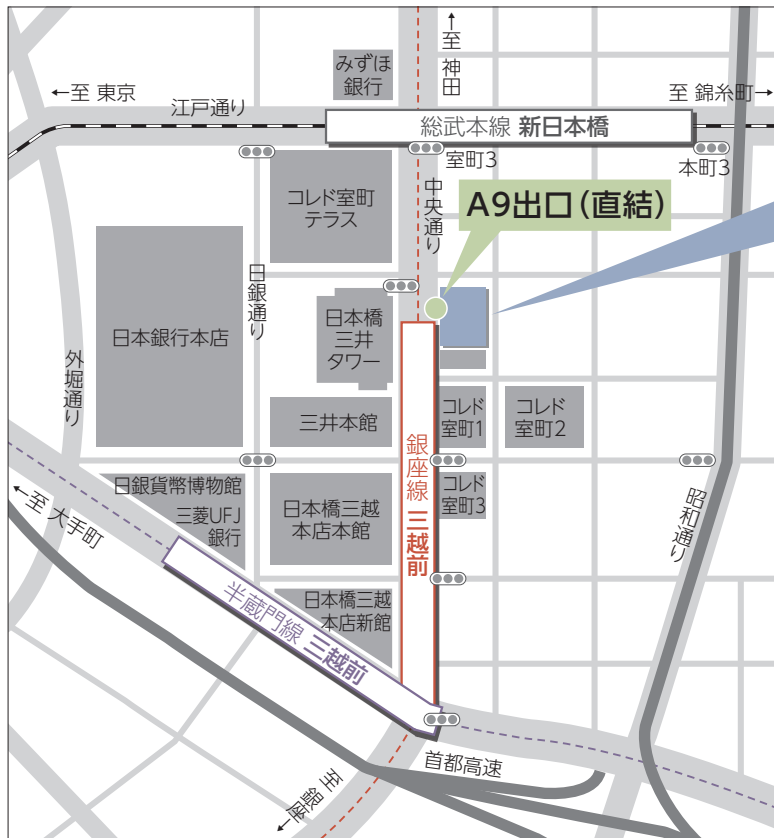 ↑至 神田
みずほ
銀行
←至 東京
江戸通り
至 錦糸町→
総武本線 新日本橋
室町3
本町3
中央通り
A9出口(直結)
コレド室町
テラス
日銀通り
日本橋
三井
タワー
日本銀行本店
外堀通り
三井本館
コレド
室町1
コレド
室町2
銀座線 三越前
日銀貨幣博物館
三菱UFJ
銀行
日本橋三越
本店本館
コレド
室町3
昭和通り
←至 大手町
半蔵門線 三越前
日本橋三越
本店新館
首都高速
至 銀座→